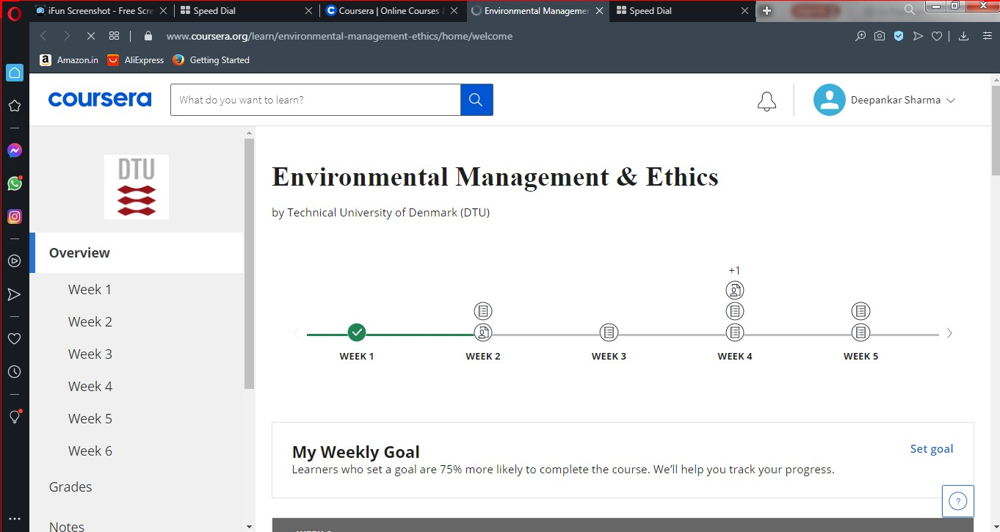 iFun Screenshot - Free Scre
Speed Dial
Coursera | Online Courses &
Environmental Managemen
Speed Dial
www.coursera.org/learn/environmental-management-ethics/home/welcome
Amazon.in
AliExpress
Getting Started
coursera
What do you want to learn?
Deepankar Sharma
DTU
Overview
Week 1
Week 2
Week 3
Week 4
Week 5
Week 6
Grades
Notes
Environmental Management & Ethics
by Technical University of Denmark (DTU)
+1
WEEK 1
WEEK 2
WEEK 3
WEEK 4
WEEK 5
My Weekly Goal
Set goal
Learners who set a goal are 75% more likely to complete the course. We’ll help you track your progress.
?